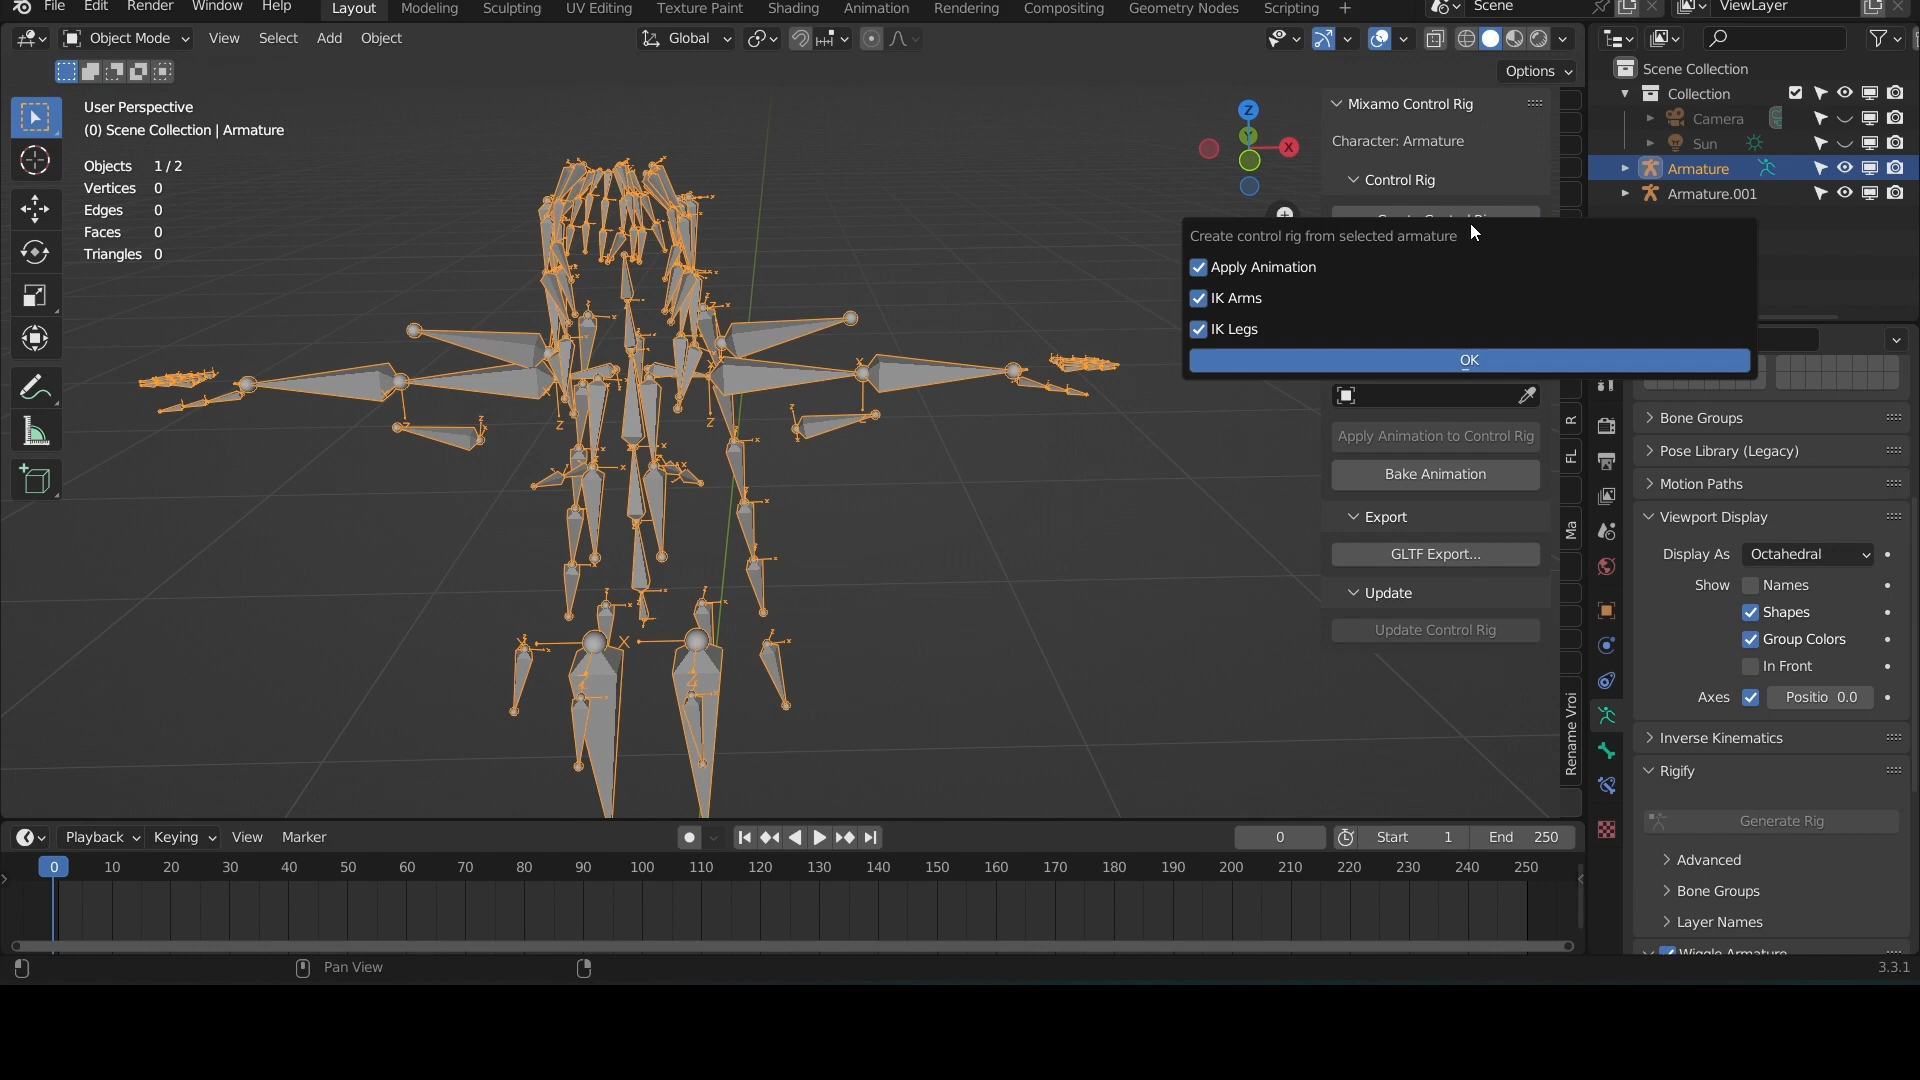 File Edit Render Window Help Layout Modeling Sculpting UV Editing Texture Paint Shading Animation Rendering Compositing Geometry Nodes Scripting + Scene ViewLayer
Object Mode View Select Add Object Global
Options
User Perspective
(0) Scene Collection | Armature
Objects 1 / 2
Vertices 0
Edges 0
Faces 0
Triangles 0
Z
Y
X
Mixamo Control Rig
Character: Armature
Control Rig
Create control rig from selected armature
Apply Animation
IK Arms
IK Legs
OK
Apply Animation to Control Rig
Bake Animation
Export
GLTF Export...
Update
Update Control Rig
R
FL
Ma
Rename Vroi
Scene Collection
Collection
Camera
Sun
Armature
Armature.001
Bone Groups
Pose Library (Legacy)
Motion Paths
Viewport Display
Display As Octahedral
Show Names
Shapes
Group Colors
In Front
Axes Positio 0.0
Inverse Kinematics
Rigify
Generate Rig
Advanced
Bone Groups
Layer Names
Wiggle Armature
Playback Keying View Marker 0 Start 1 End 250
0 10 20 30 40 50 60 70 80 90 100 110 120 130 140 150 160 170 180 190 200 210 220 230 240 250
Pan View
3.3.1